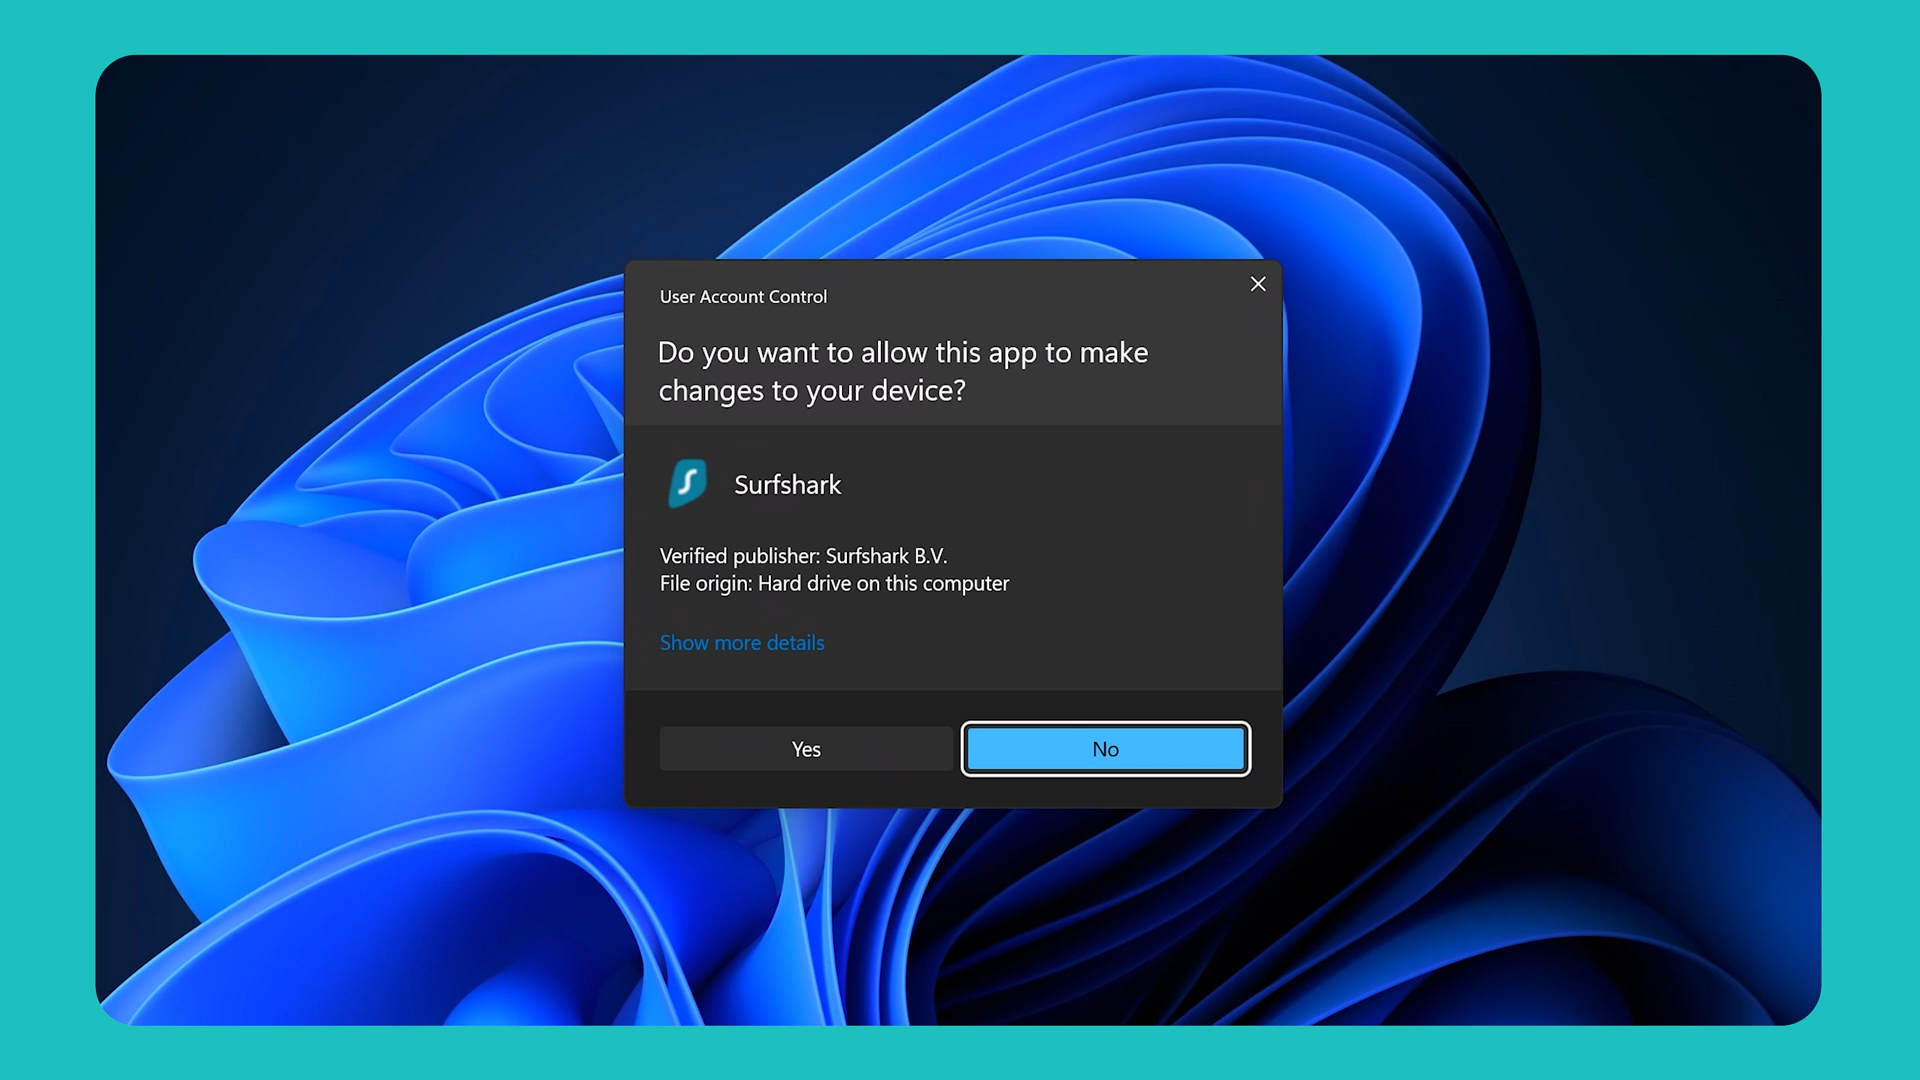 User Account Control
Do you want to allow this app to make
changes to your device?
Surfshark
Verified publisher: Surfshark B.V.
File origin: Hard drive on this computer
Show more details
Yes
No